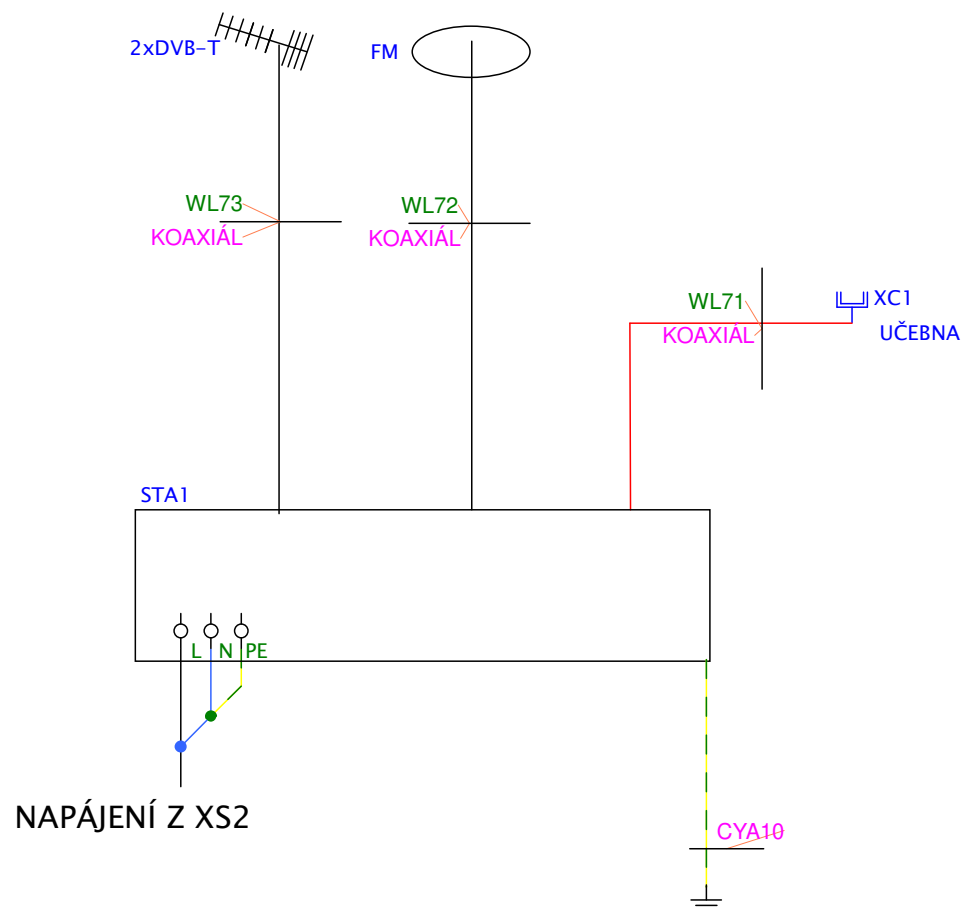 2xDVB-T
FM
WL73
KOAXIÁL
WL72
KOAXIÁL
WL71
KOAXIÁL
XC1
UČEBNA
STA1
L N PE
NAPÁJENÍ Z XS2
CYA10